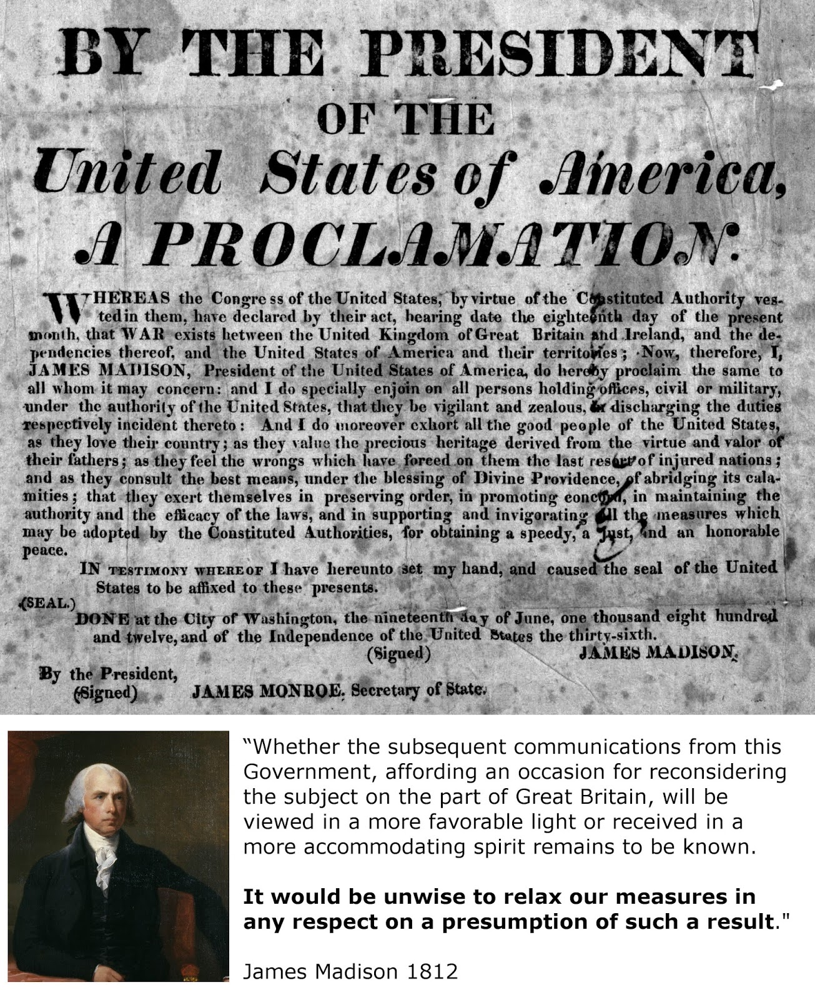 BY THE PRESIDENT
OF THE
United States of America,
A PROCLAMATION.
WHEREAS the Congress of the United States, by virtue of the Constituted Authority ves-
ted in them, have declared by their act, bearing date the eighteenth day of the present
month, that WAR exists between the United Kingdom of Great Britain and Ireland, and the de-
pendencies thereof, and the United States of America and their territories; Now, therefore, I,
JAMES MADISON, President of the United States of America, do hereby proclaim the same to
all whom it may concern: and I do specially enjoin on all persons holding offices, civil or military,
under the authority of the United States, that they be vigilant and zealous, in discharging the duties
respectively incident thereto: And I do moreover exhort all the good people of the United States,
as they love their country; as they value the precious heritage derived from the virtue and valor of
their fathers; as they feel the wrongs which have forced on them the last resort of injured nations;
and as they consult the best means, under the blessing of Divine Providence, of abridging its cala-
mities; that they exert themselves in preserving order, in promoting concord, in maintaining the
authority and the efficacy of the laws, and in supporting and invigorating all the measures which
may be adopted by the Constituted Authorities, for obtaining a speedy, a just, and an honorable
peace.
IN TESTIMONY WHEREOF I have hereunto set my hand, and caused the seal of the United
States to be affixed to these presents.
(SEAL.)
DONE at the City of Washington, the nineteenth day of June, one thousand eight hundred
and twelve, and of the Independence of the United States the thirty-sixth.
(Signed) JAMES MADISON.
By the President,
(Signed) JAMES MONROE. Secretary of State.
“Whether the subsequent communications from this
Government, affording an occasion for reconsidering
the subject on the part of Great Britain, will be
viewed in a more favorable light or received in a
more accommodating spirit remains to be known.
It would be unwise to relax our measures in
any respect on a presumption of such a result."
James Madison 1812